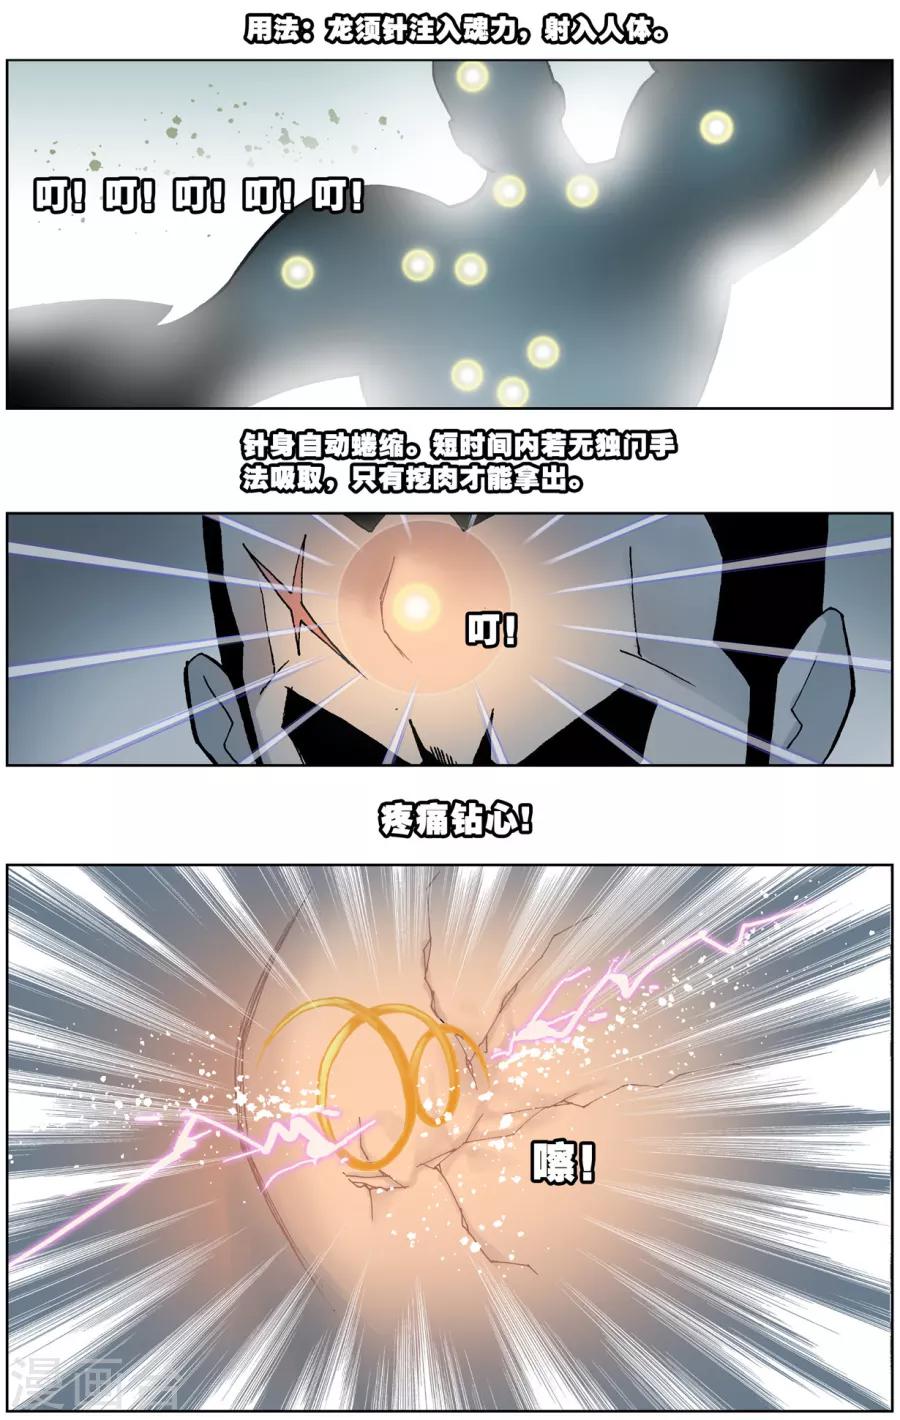 用法：龙须针注入魂力，射入人体。
叮！叮！叮！叮！叮！
针身自动蜷缩。短时间内若无独门手
法吸取，只有挖肉才能拿出。
叮！
疼痛钻心！
嚓！
漫画台